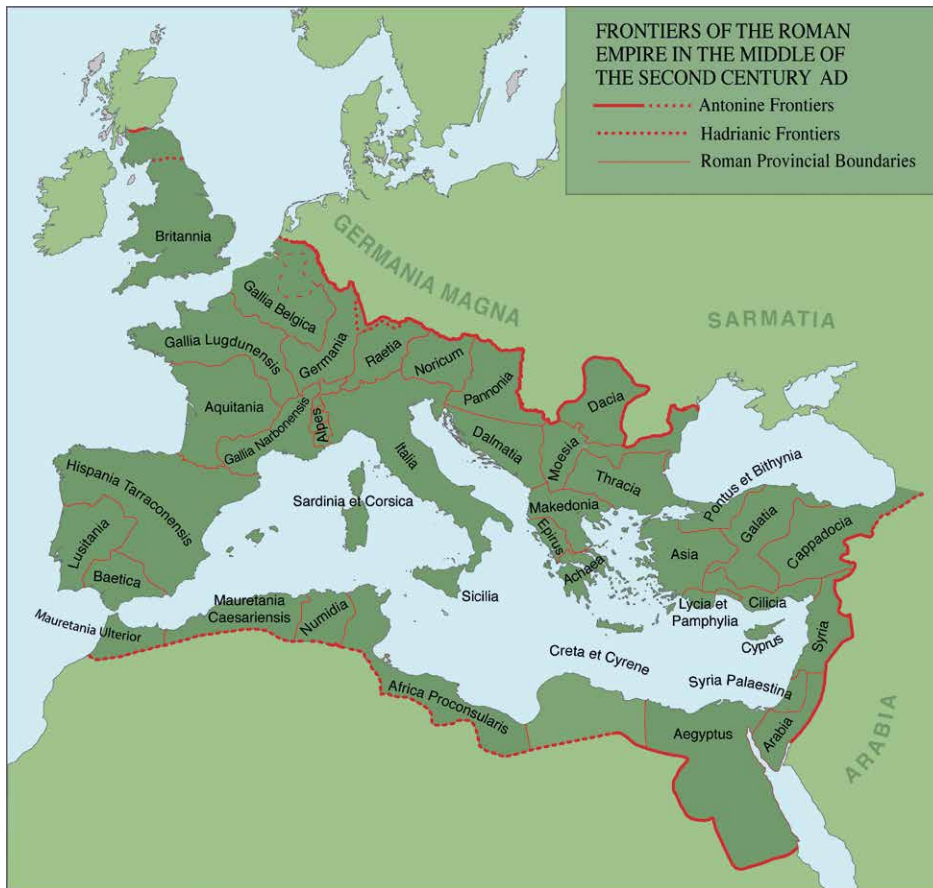 FRONTIERS OF THE ROMAN
EMPIRE IN THE MIDDLE OF
THE SECOND CENTURY AD
Antonine Frontiers
Hadrianic Frontiers
Roman Provincial Boundaries
Britannia
GERMANIA MAGNA
SARMATIA
Gallia Belgica
Gallia Lugdunensis
Germania
Raetia
Noricum
Pannonia
Dacia
Aquitania
Gallia Narbonensis
Alpes
Italia
Dalmatia
Moesia
Thracia
Pontus et Bithynia
Hispania Tarraconensis
Sardinia et Corsica
Makedonia
Epirus
Achaea
Asia
Galatia
Cappadocia
Lusitania
Baetica
Sicilia
Lycia et
Pamphylia
Cilicia
Cyprus
Syria
Mauretania Ulterior
Mauretania
Caesariensis
Numidia
Creta et Cyrene
Syria Palaestina
Africa Proconsularis
Aegyptus
Arabia
ARABIA